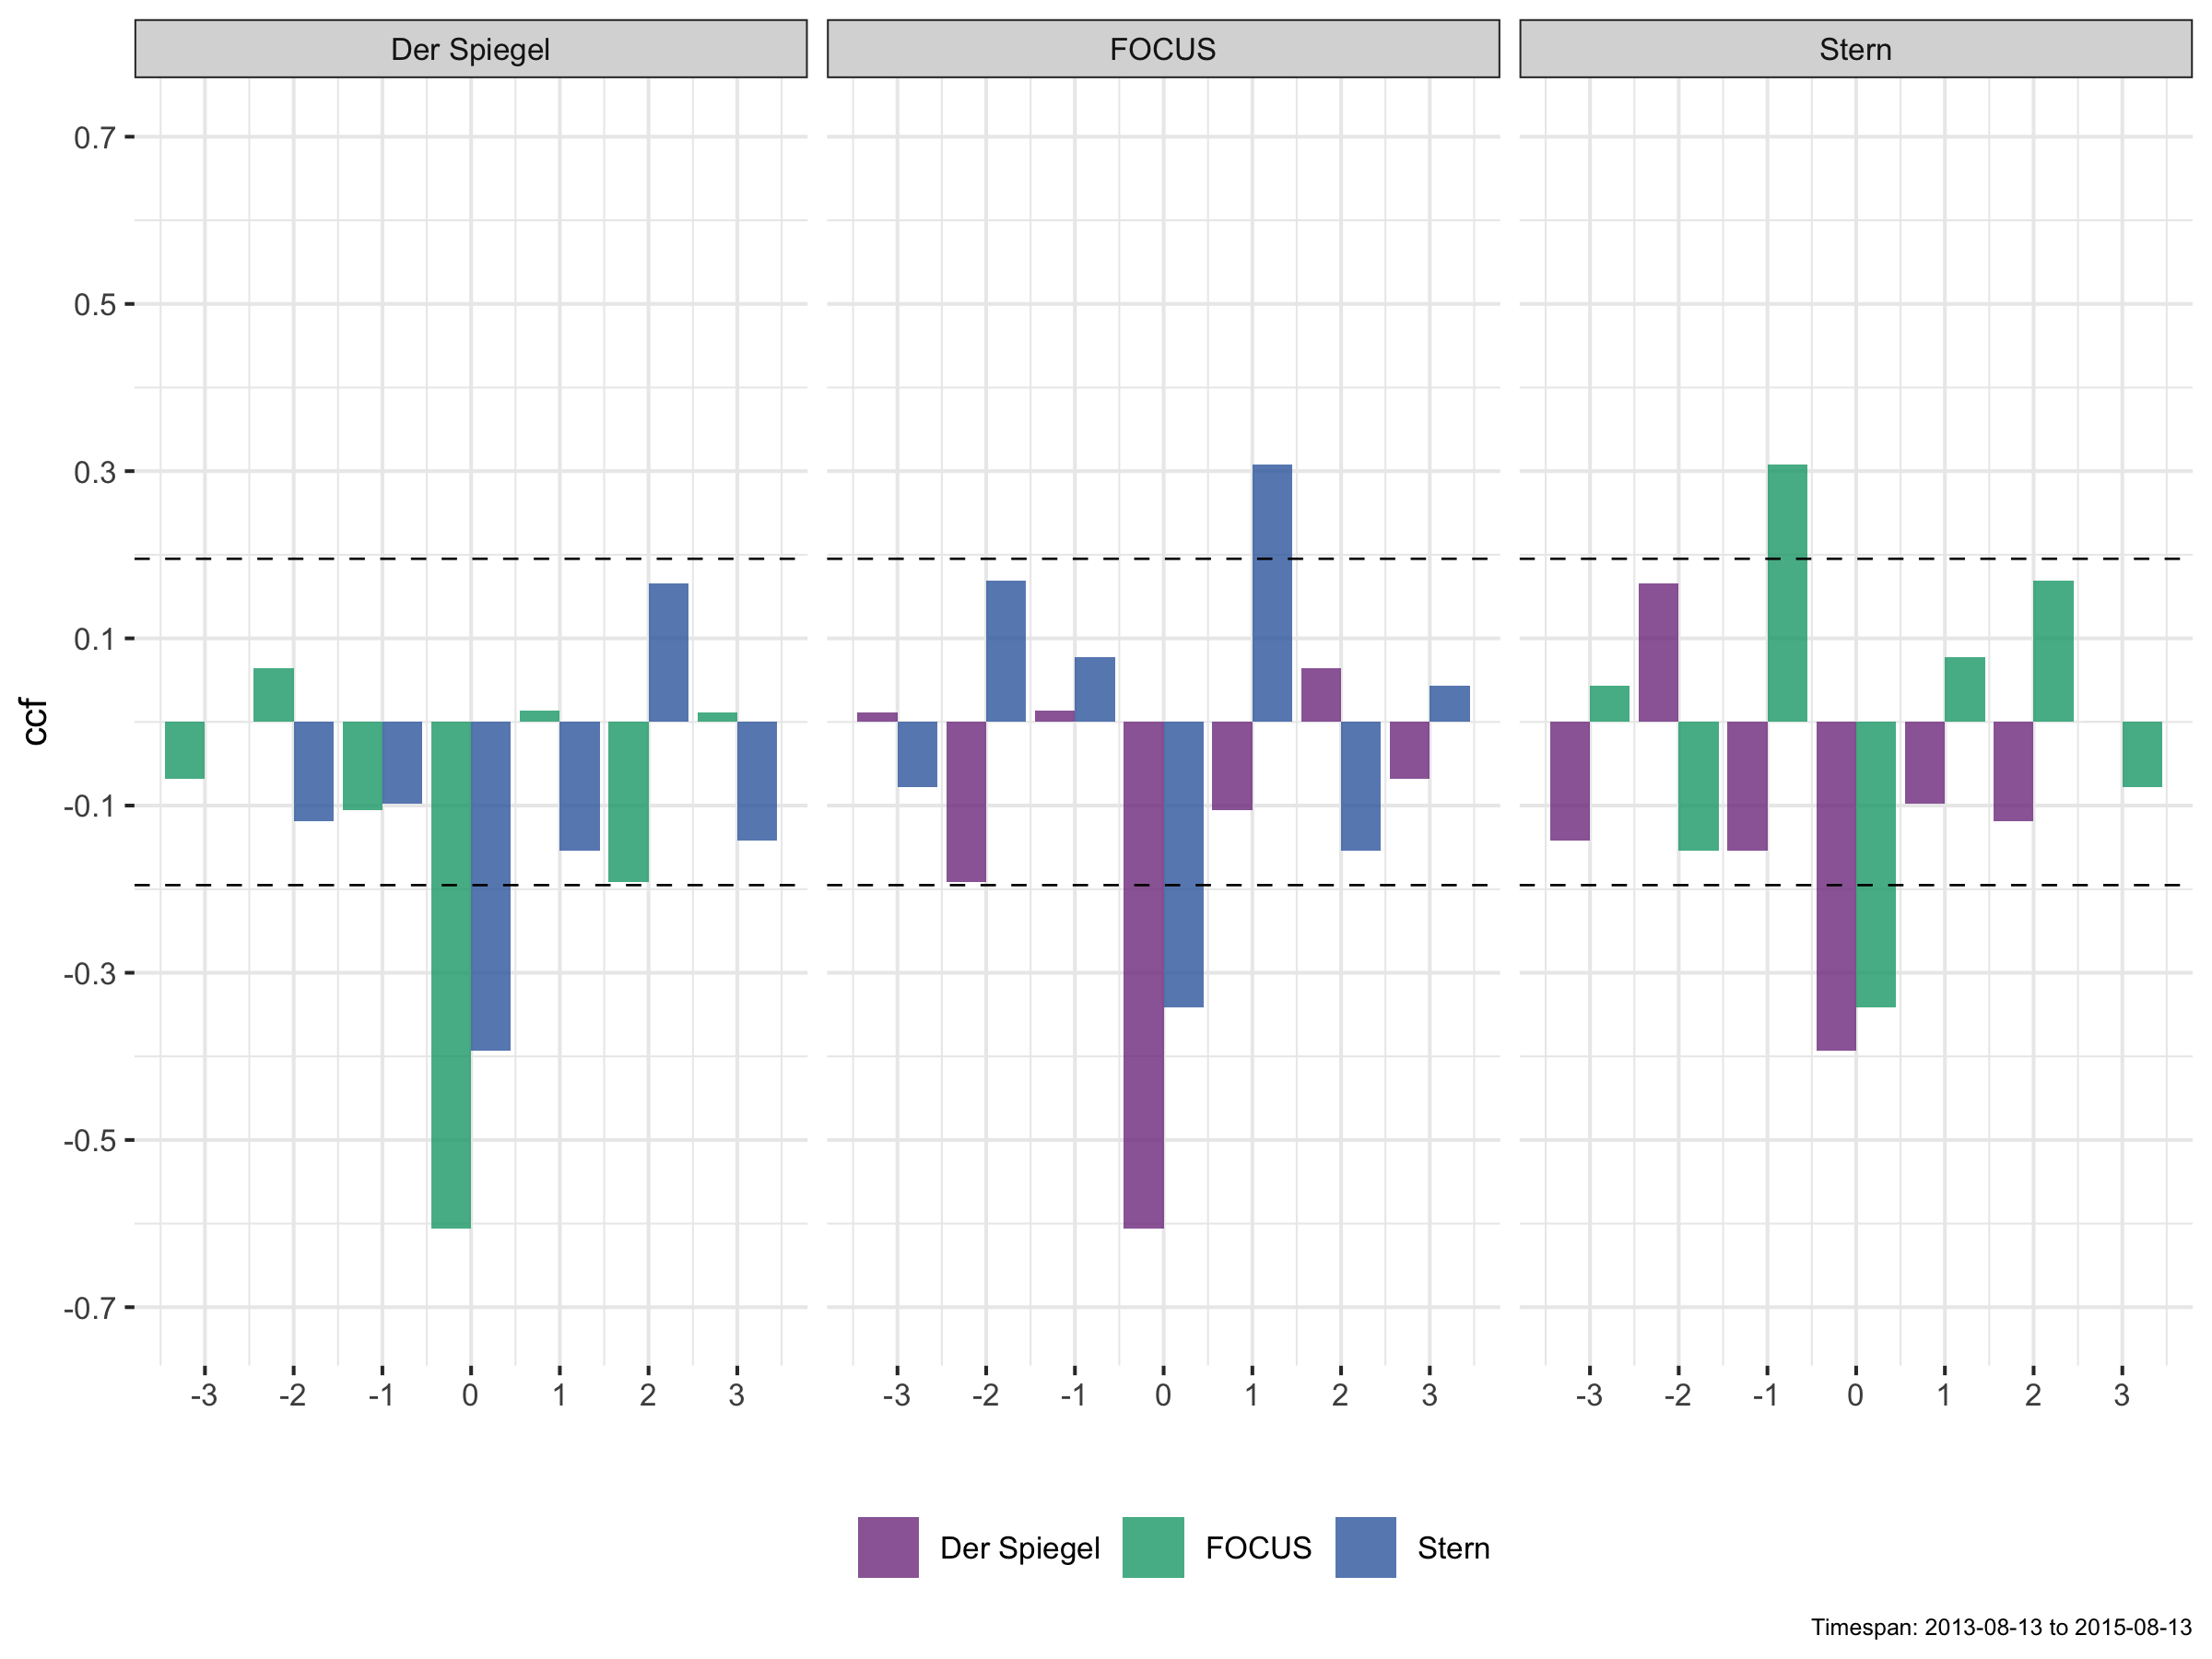 Der Spiegel FOCUS Stern
ccf
0.7
0.5
0.3
0.1
-0.1
-0.3
-0.5
-0.7
-3 -2 -1 0 1 2 3 -3 -2 -1 0 1 2 3 -3 -2 -1 0 1 2 3
Der Spiegel FOCUS Stern
Timespan: 2013-08-13 to 2015-08-13